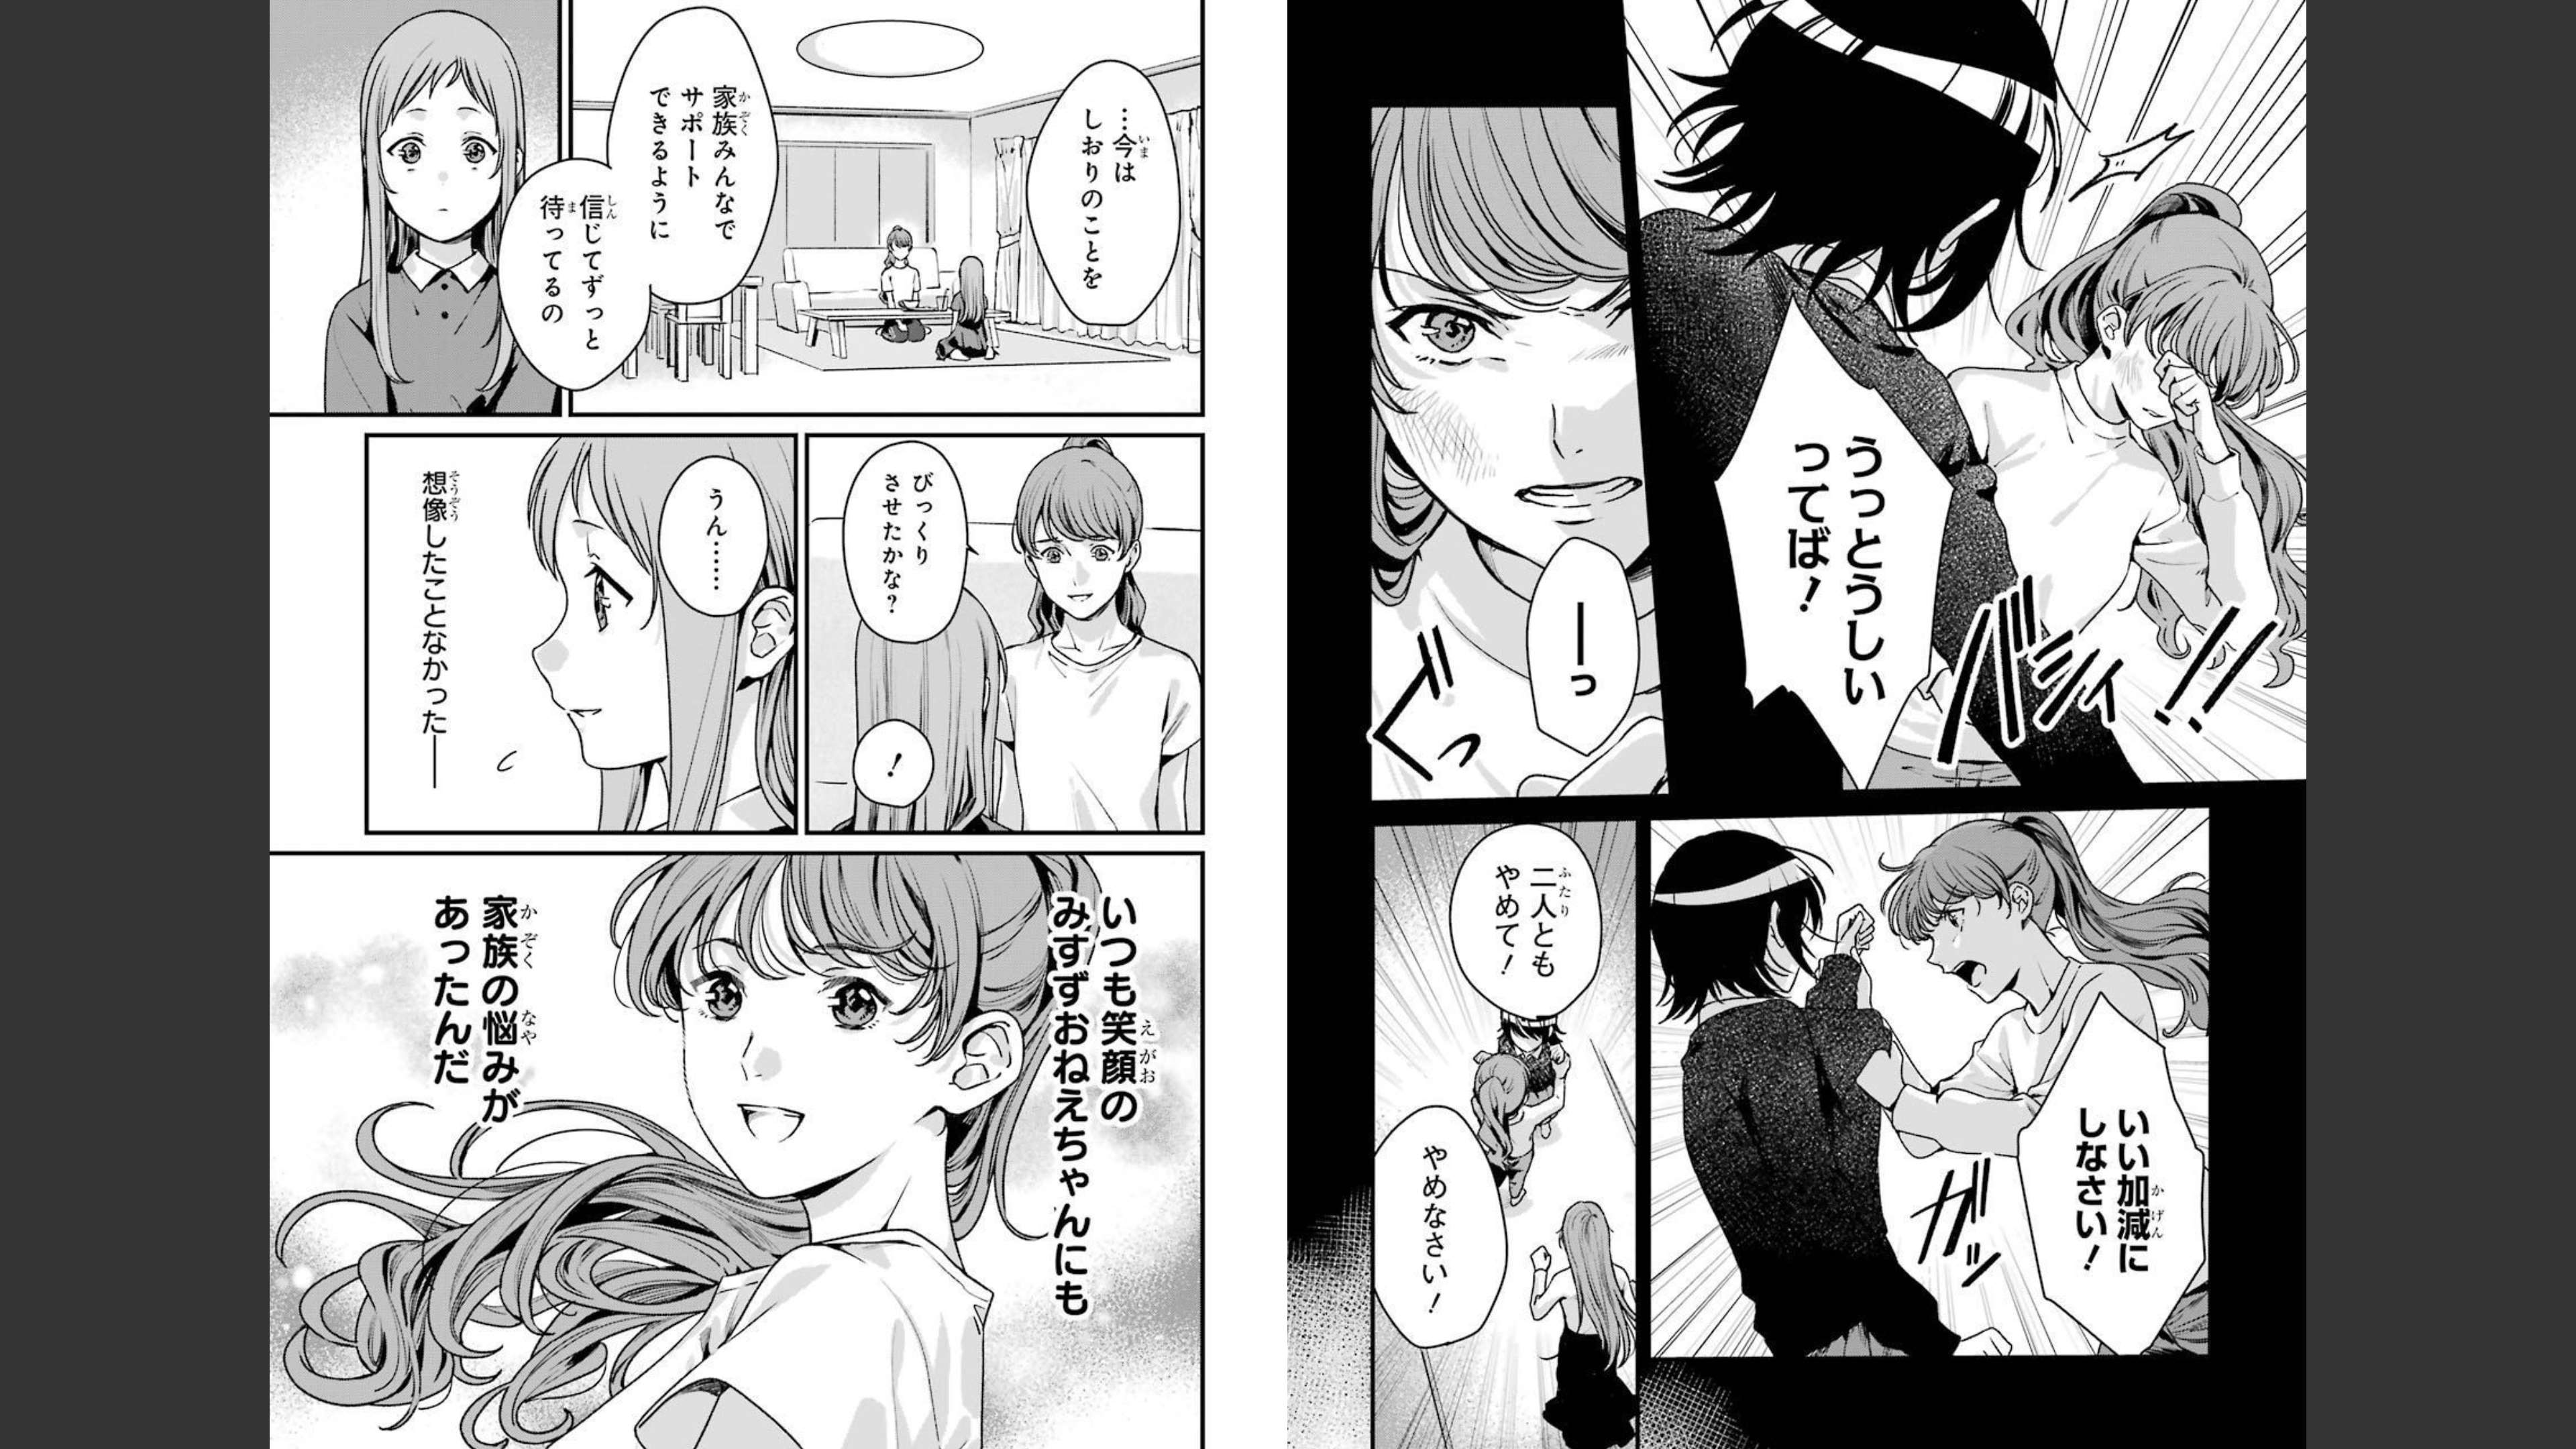 うっとうしい
ってば!
バシィ!!
ーっ
ぐっ
いい加減に
しなさい!
ガッ
二人とも
やめて!
やめなさい!
…今は
しおりのことを
家族みんなで
サポート
できるように
信じてずっと
待ってるの
びっくり
させたかな?
!
うん……
想像したことなかった──
いつも笑顔の
みすずおねえちゃんにも
家族の悩みが
あったんだ